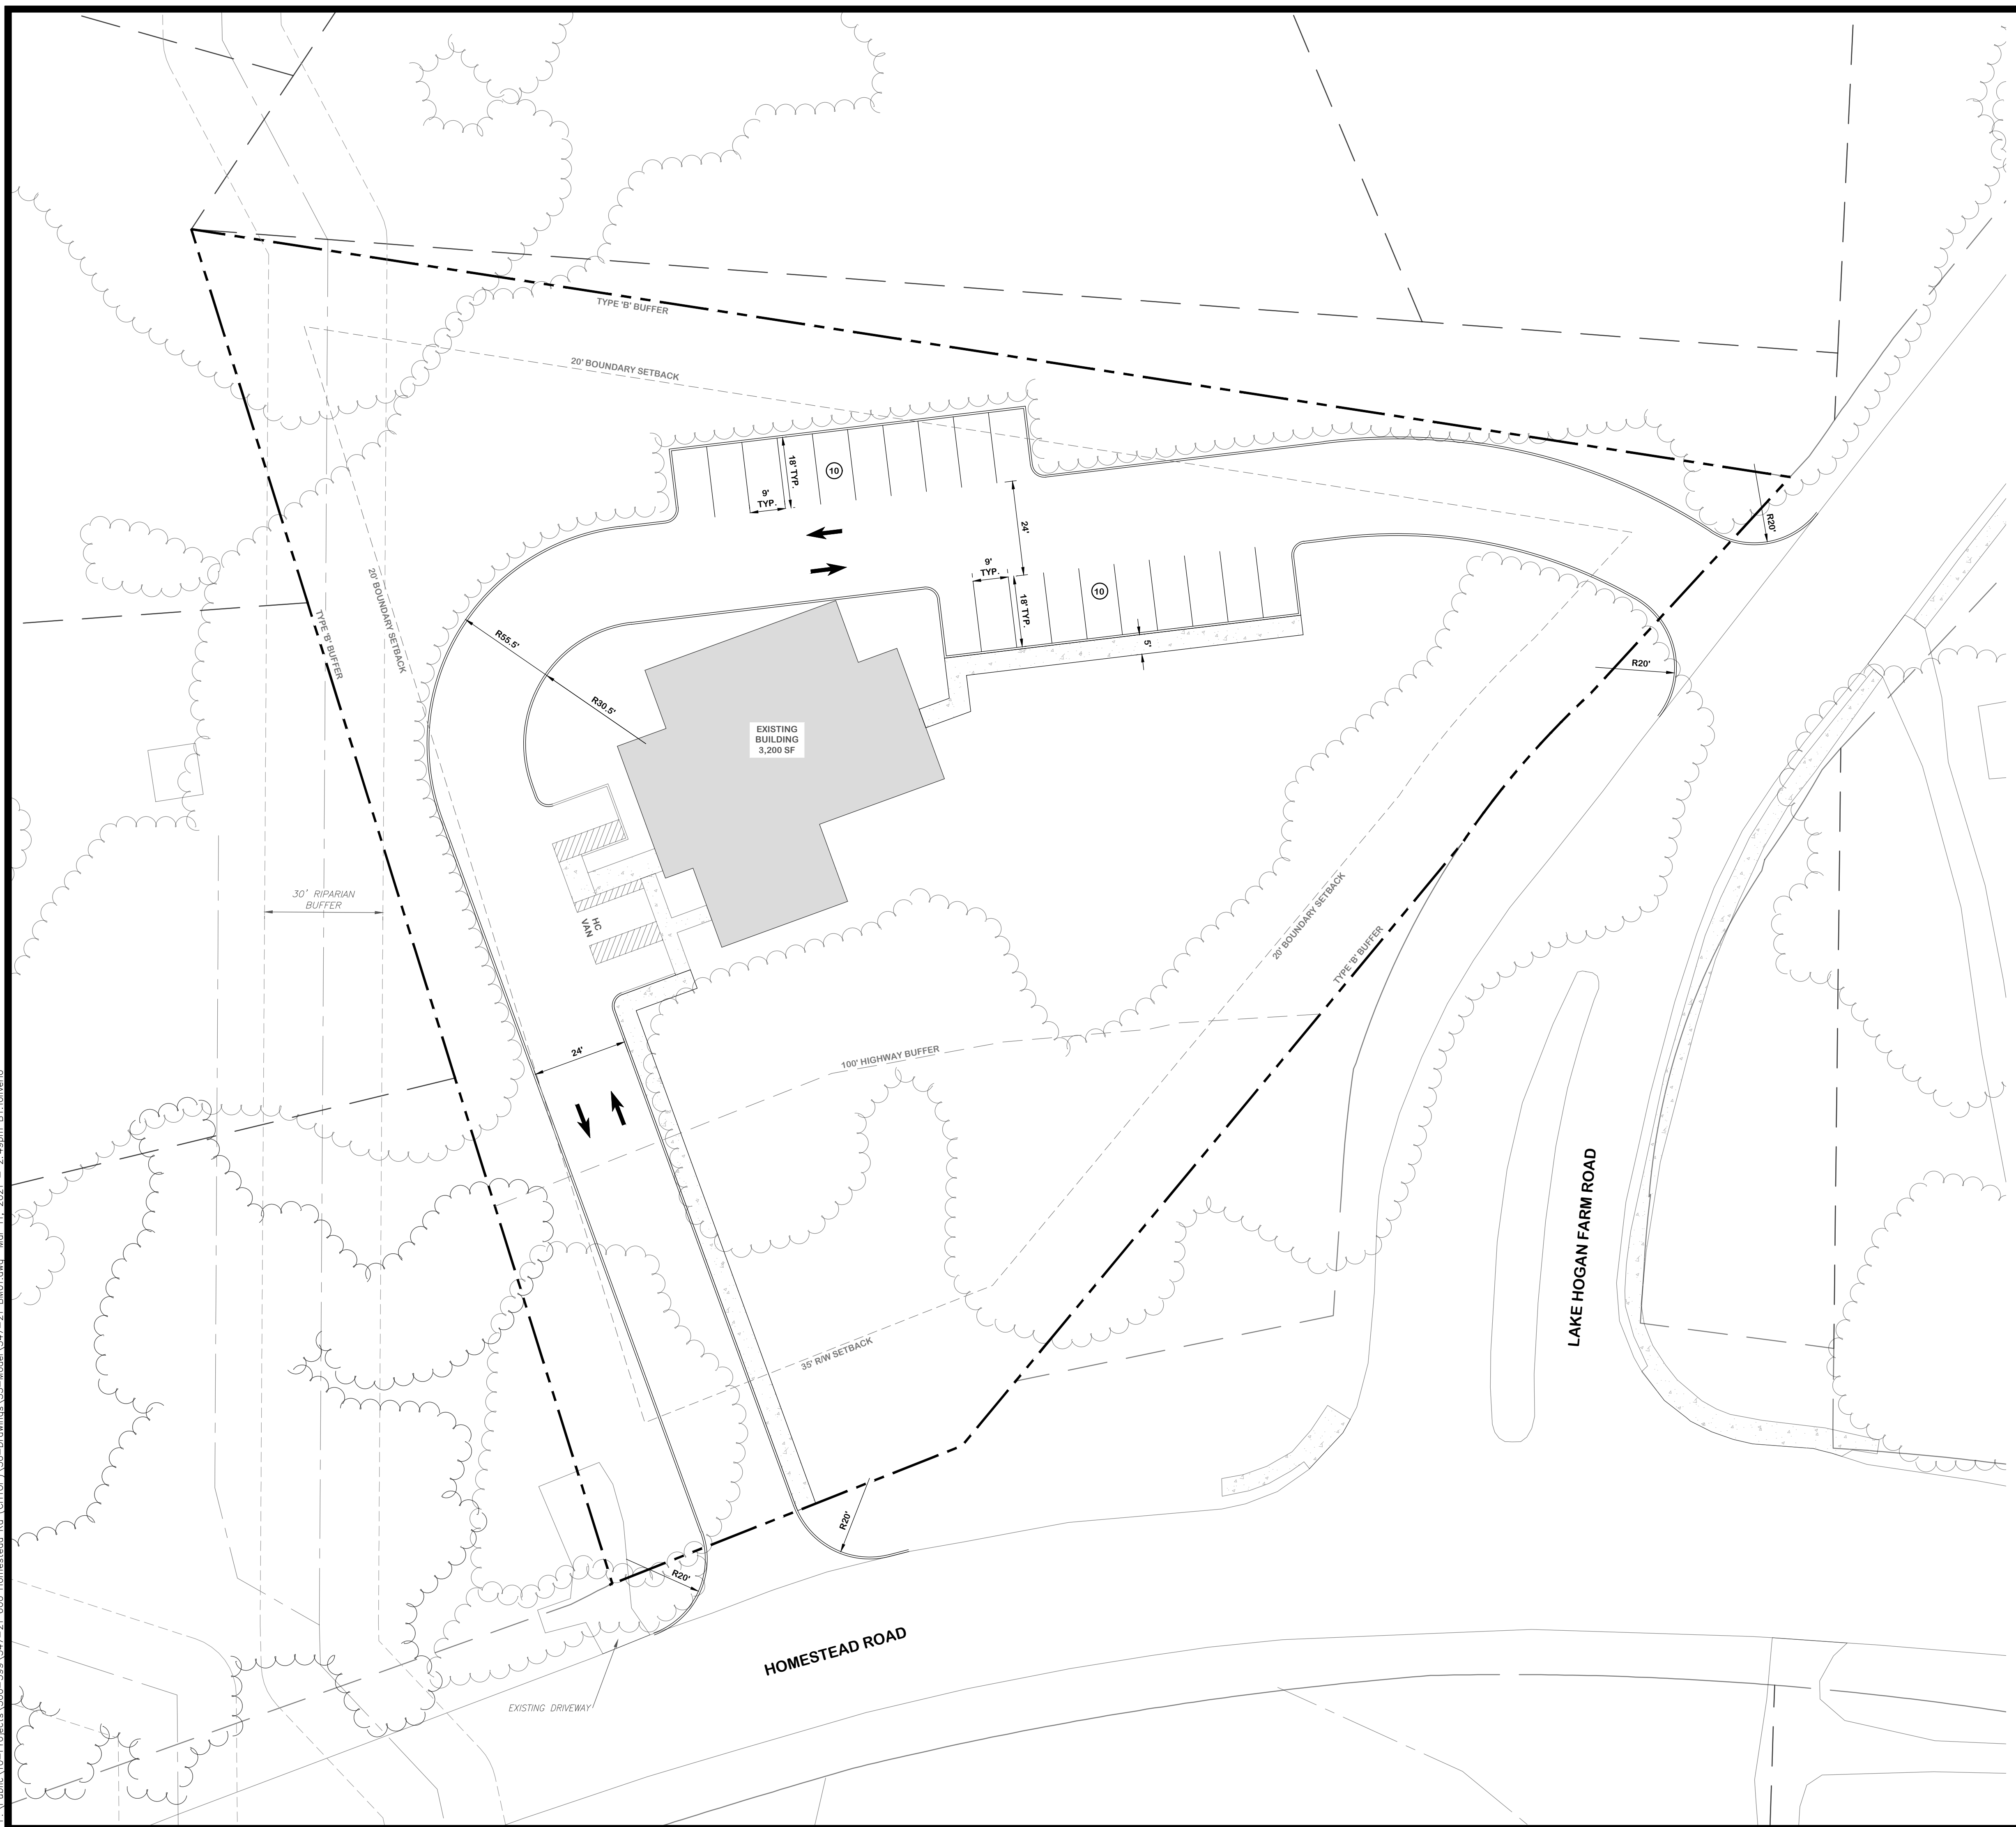 TYPE 'B' BUFFER
20' BOUNDARY SETBACK
18' TYP.
10
9'
TYP.
24'
R20'
20' BOUNDARY SETBACK
TYPE 'B' BUFFER
9'
TYP.
10
18' TYP.
5'
R55.5'
R30.5'
R20'
EXISTING
BUILDING
3,200 SF
30' RIPARIAN
BUFFER
HC
VAN
20' BOUNDARY SETBACK
TYPE 'B' BUFFER
24'
100' HIGHWAY BUFFER
LAKE HOGAN FARM ROAD
35' R/W SETBACK
R20'
R20'
HOMESTEAD ROAD
EXISTING DRIVEWAY